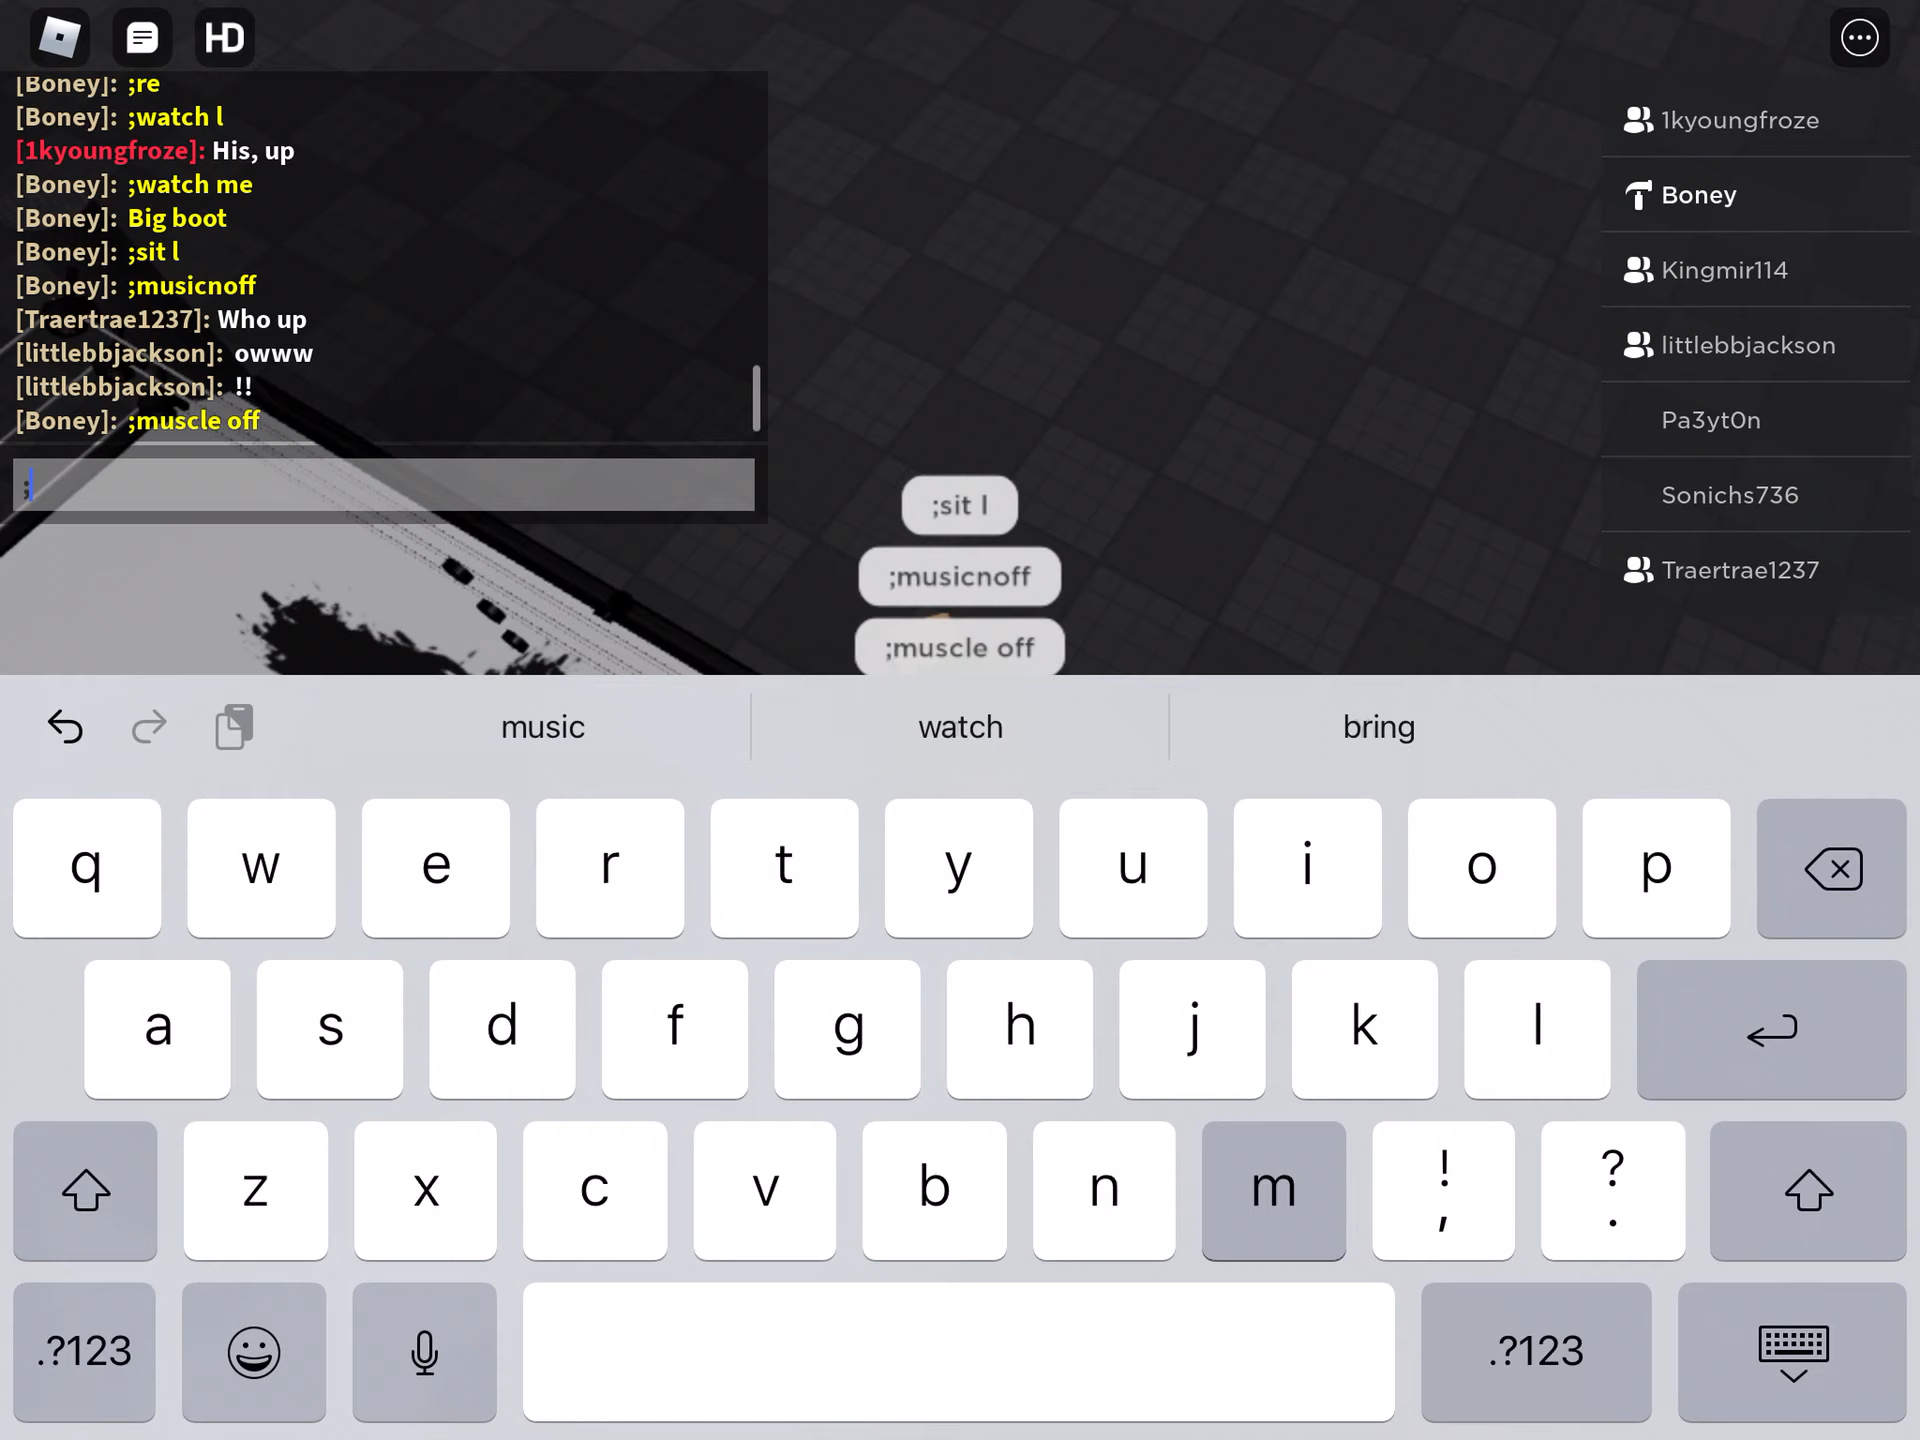 HD
[Boney]: ;re
[Boney]: ;watch l
[1kyoungfroze]: His, up
[Boney]: ;watch me
[Boney]: Big boot
[Boney]: ;sit l
[Boney]: ;musicnoff
[Traertrae1237]: Who up
[littlebbjackson]: owww
[littlebbjackson]: !!
[Boney]: ;muscle off
;
1kyoungfroze
Boney
Kingmir114
littlebbjackson
Pa3yt0n
Sonichs736
Traertrae1237
;sit l
;musicnoff
;muscle off
music watch bring
q w e r t y u i o p
a s d f g h j k l
z x c v b n m ! , ? .
.?123 .?123